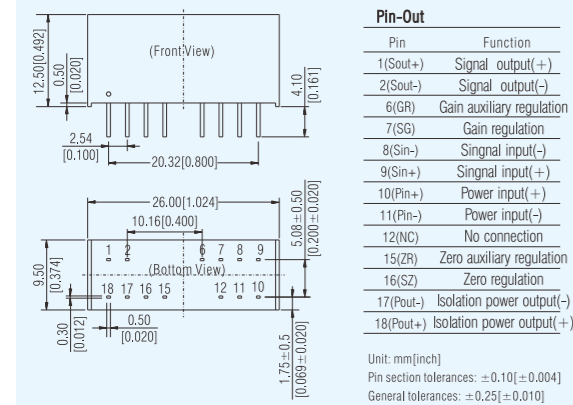 (Front View)
12.50[0.492]
0.50
[0.020]
4.10
[0.161]
2.54
[0.100]
20.32[0.800]
26.00[1.024]
10.16[0.400]
5.08±0.50
[0.200±0.020]
9.50
[0.374]
1 2 6 7 8 9
(Bottom View)
18 17 16 15 12 11 10
0.30
[0.012]
0.50
[0.020]
1.75±0.5
[0.069±0.020]
Pin-Out
Pin Function
1(Sout+) Signal output(+)
2(Sout-) Signal output(-)
6(GR) Gain auxiliary regulation
7(SG) Gain regulation
8(Sin-) Singnal input(-)
9(Sin+) Singnal input(+)
10(Pin+) Power input(+)
11(Pin-) Power input(-)
12(NC) No connection
15(ZR) Zero auxiliary regulation
16(SZ) Zero regulation
17(Pout-) Isolation power output(-)
18(Pout+) Isolation power output(+)
Unit: mm[inch]
Pin section tolerances: ±0.10[±0.004]
General tolerances: ±0.25[±0.010]